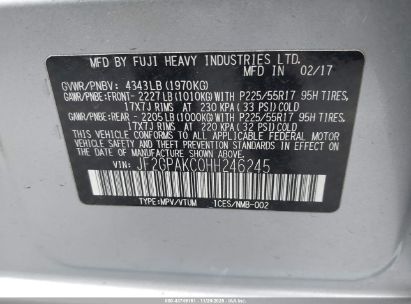 MFD BY FUJI HEAVY INDUSTRIES LTD.
02/17
GVWR/PNBV: 4343LB(1970KG)
GAWR/PNBE:FRONT- 2227LB(1010KG)WITH P225/55R17 95H TIRES,
17X7J RIMS AT 230 KPA(33 PSI)COLD
GAWR/PNBE:REAR - 2205LB(1000KG)WITH P225/55R17 95H TIRES,
17X7J RIMS AT 220 KPA(32 PSI)COLD
THIS VEHICLE CONFORMS TO ALL APPLICABLE FEDERAL MOTOR
VEHICLE SAFETY AND THEFT PREVENTION STANDARDS IN EFFECT
ON THE DATE OF MANUFACTURE SHOWN ABOVE.
VIN: JF2GPAKC0HH246245
TYPE:MPV/VTUM 1CES/NMB-002